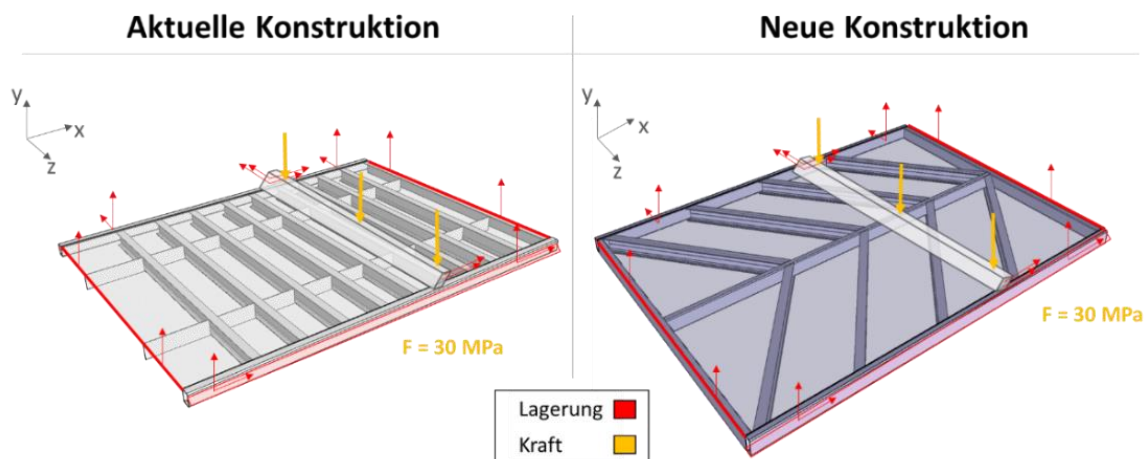 Aktuelle Konstruktion
Neue Konstruktion
y
x
z
y
x
z
F = 30 MPa
F = 30 MPa
Lagerung
Kraft